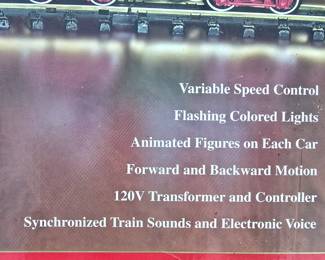 Variable Speed Control
Flashing Colored Lights
Animated Figures on Each Car
Forward and Backward Motion
120V Transformer and Controller
Synchronized Train Sounds and Electronic Voice